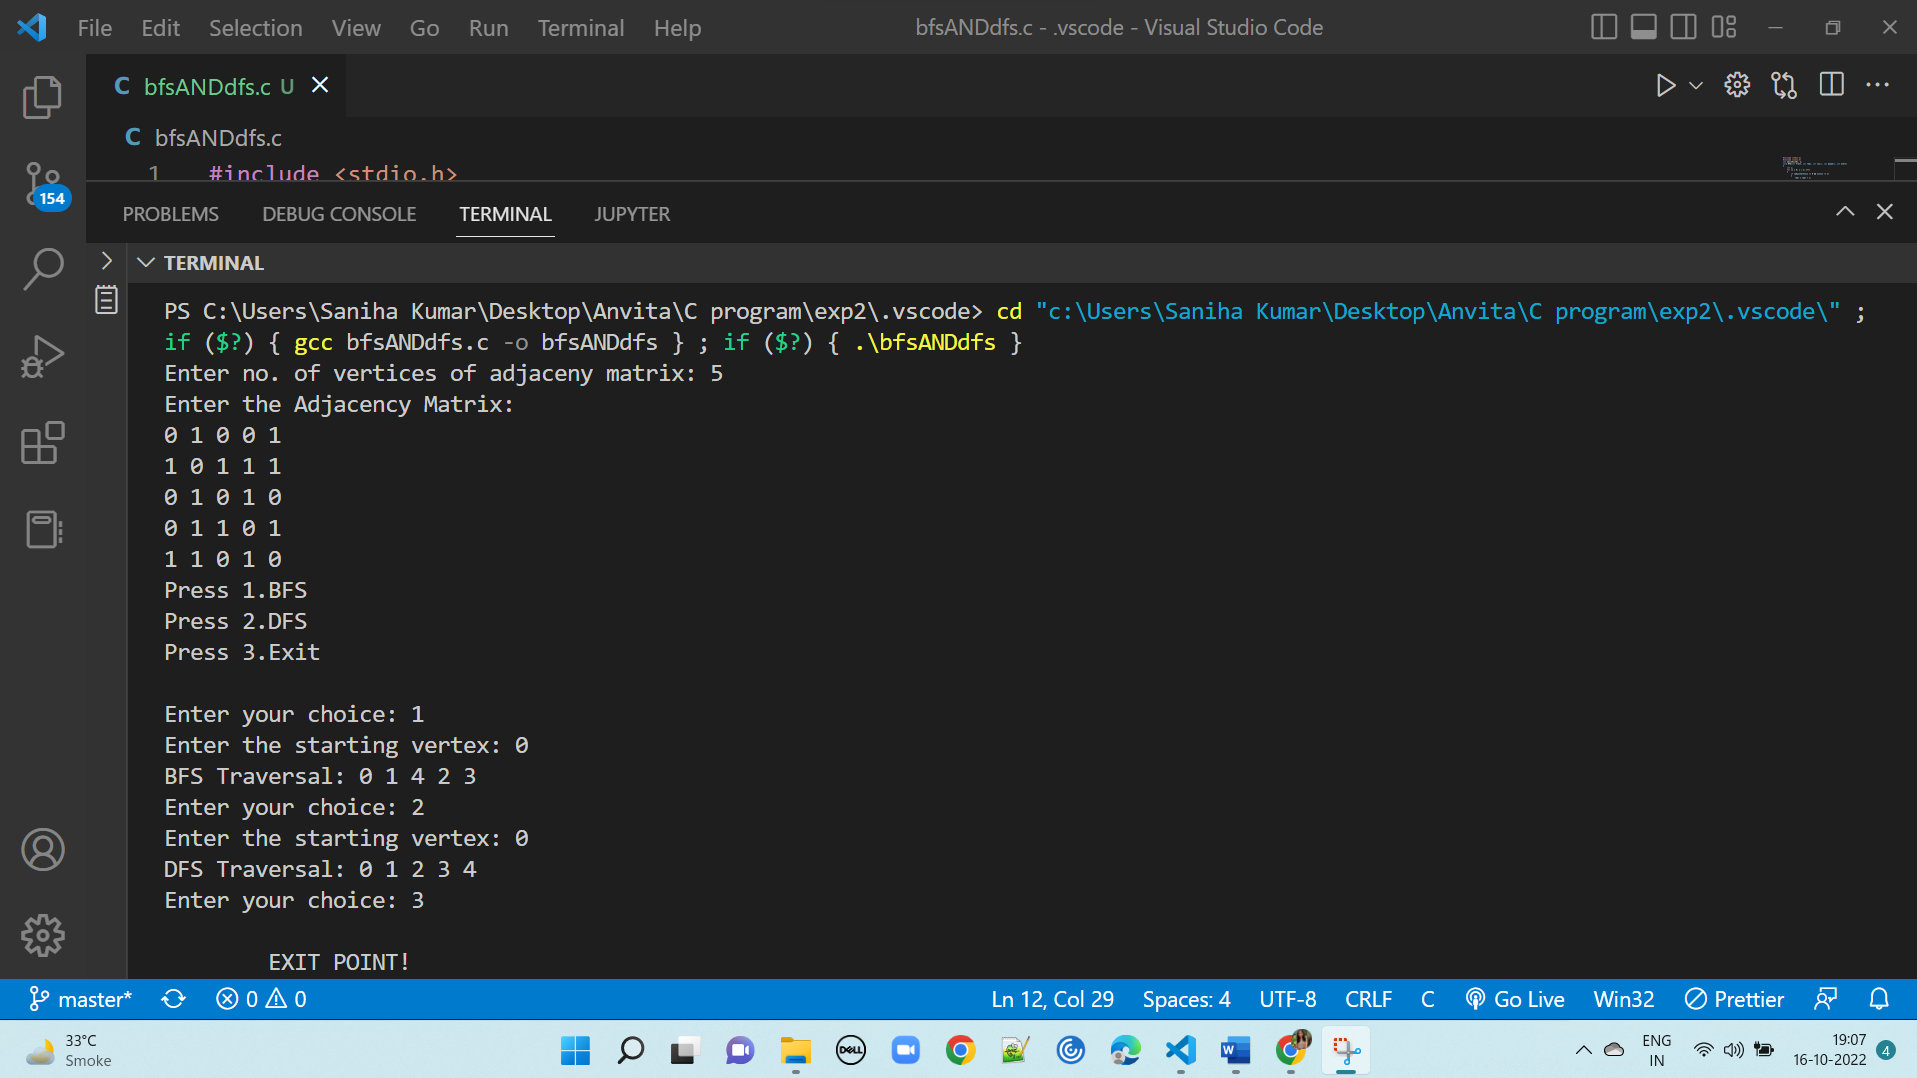 File Edit Selection View Go Run Terminal Help bfsANDdfs.c - .vscode - Visual Studio Code
C bfsANDdfs.c U
C bfsANDdfs.c
1 #include <stdio.h>
154
PROBLEMS DEBUG CONSOLE TERMINAL JUPYTER
TERMINAL
PS C:\Users\Saniha Kumar\Desktop\Anvita\C program\exp2\.vscode> cd "c:\Users\Saniha Kumar\Desktop\Anvita\C program\exp2\.vscode\" ;
if ($?) { gcc bfsANDdfs.c -o bfsANDdfs } ; if ($?) { .\bfsANDdfs }
Enter no. of vertices of adjaceny matrix: 5
Enter the Adjacency Matrix:
0 1 0 0 1
1 0 1 1 1
0 1 0 1 0
0 1 1 0 1
1 1 0 1 0
Press 1.BFS
Press 2.DFS
Press 3.Exit
Enter your choice: 1
Enter the starting vertex: 0
BFS Traversal: 0 1 4 2 3
Enter your choice: 2
Enter the starting vertex: 0
DFS Traversal: 0 1 2 3 4
Enter your choice: 3
EXIT POINT!
master* 0 0 Ln 12, Col 29 Spaces: 4 UTF-8 CRLF C Go Live Win32 Prettier
33°C
Smoke
DELL
W
ENG
IN
19:07
16-10-2022
4